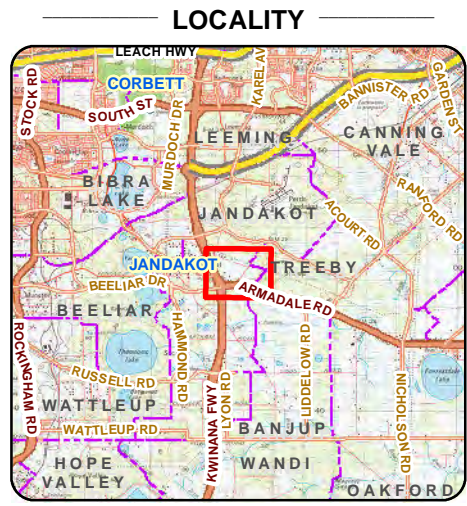 LOCALITY
LEACH HWY
CORBETT
STOCK RD
SOUTH ST
MURDOCH DR
KAREL AV
BANNISTER RD
GARDEN ST
LEEMING
CANNING
VALE
BIBRA
LAKE
RANFORD RD
JANDAKOT
ACOURT RD
JANDAKOT
TREEBY
BEELIAR DR
ARMADALE RD
BEELIAR
ROCKINGHAM RD
HAMMOND RD
RUSSELL RD
KWINANA FWY
LYON RD
LIDDELOW RD
NICHOLSON RD
WATTLEUP
WATTLEUP RD
BANJUP
HOPE
VALLEY
WANDI
OAKFORD